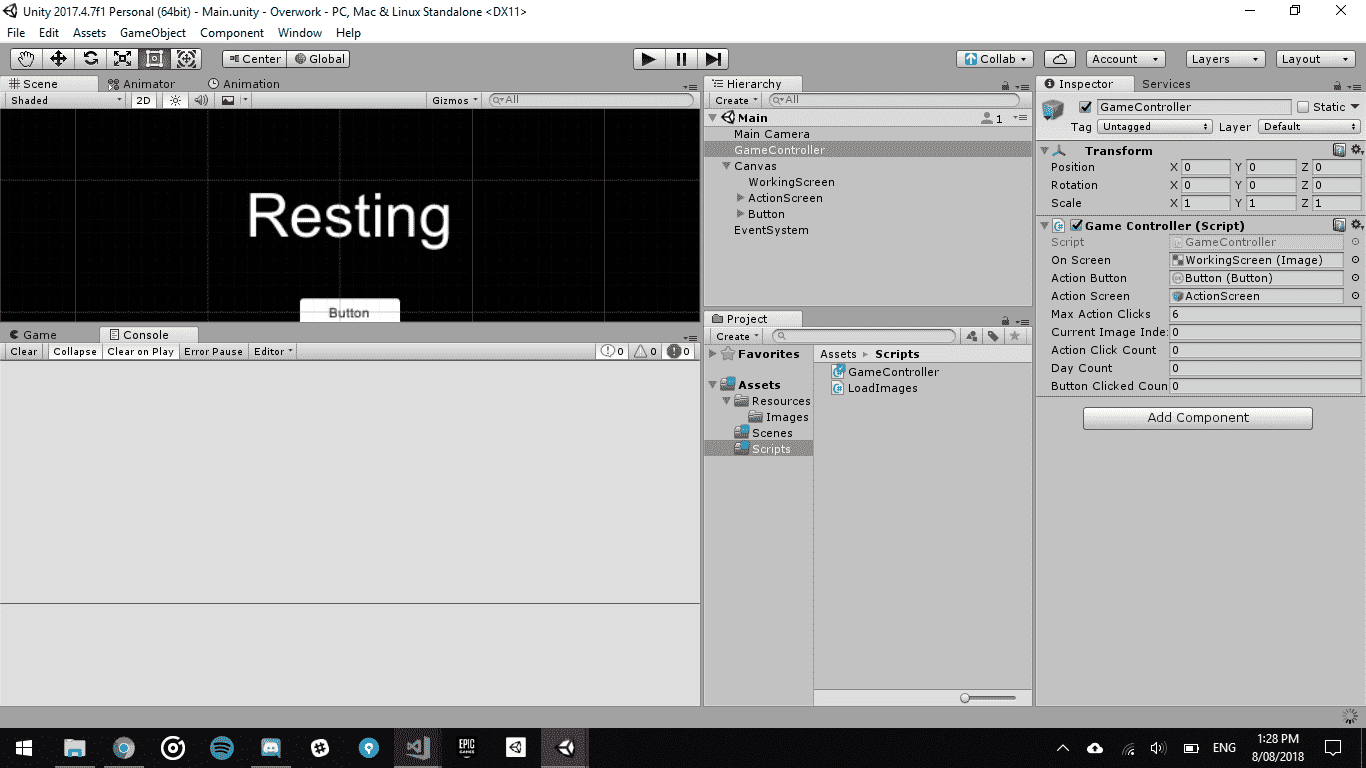 Unity 2017.4.7f1 Personal (64bit) - Main.unity - Overwork - PC, Mac & Linux Standalone <DX11>
File Edit Assets GameObject Component Window Help
Center Global
Collab Account Layers Layout
Scene Animator Animation
Shaded 2D Gizmos All
Resting
Button
Game Console
Clear Collapse Clear on Play Error Pause Editor 0 0 0
Hierarchy
Create All
Main 1
Main Camera
GameController
Canvas
WorkingScreen
ActionScreen
Button
EventSystem
Project
Create
Favorites
Assets
Resources
Images
Scenes
Scripts
Assets Scripts
GameController
LoadImages
Inspector Services
GameController Static
Tag Untagged Layer Default
Transform
Position X 0 Y 0 Z 0
Rotation X 0 Y 0 Z 0
Scale X 1 Y 1 Z 1
Game Controller (Script)
Script GameController
On Screen WorkingScreen (Image)
Action Button Button (Button)
Action Screen ActionScreen
Max Action Clicks 6
Current Image Inde: 0
Action Click Count 0
Day Count 0
Button Clicked Coun 0
Add Component
EPIC GAMES
ENG
1:28 PM
8/08/2018